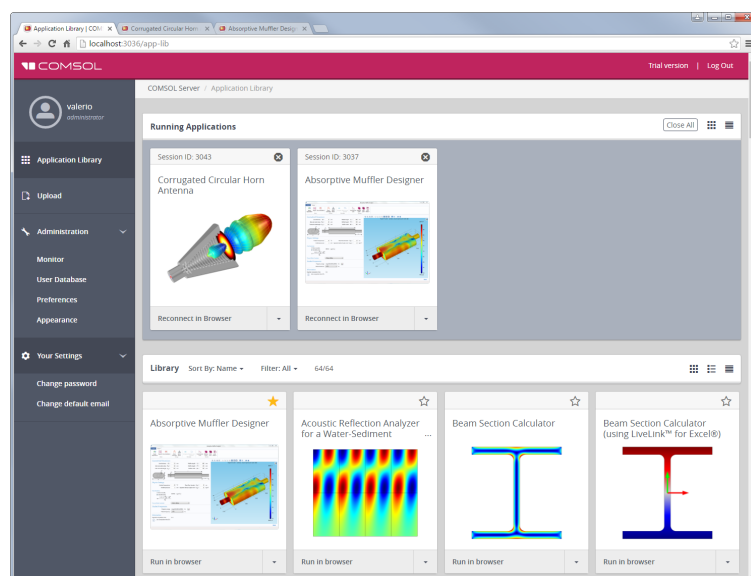 Application Library | COM
Corrugated Circular Horn
Absorptive Muffler Desig
localhost:3036/app-lib
COMSOL
Trial version | Log Out
valerio
administrator
COMSOL Server / Application Library
Running Applications
Close All
Application Library
Upload
Administration
Monitor
User Database
Preferences
Appearance
Your Settings
Change password
Change default email
Session ID: 3043
Session ID: 3037
Corrugated Circular Horn
Antenna
Absorptive Muffler Designer
Reconnect in Browser
Reconnect in Browser
Library Sort By: Name Filter: All 64/64
Absorptive Muffler Designer
Acoustic Reflection Analyzer
for a Water-Sediment ...
Beam Section Calculator
Beam Section Calculator
(using LiveLink™ for Excel®)
Run in browser
Run in browser
Run in browser
Run in browser